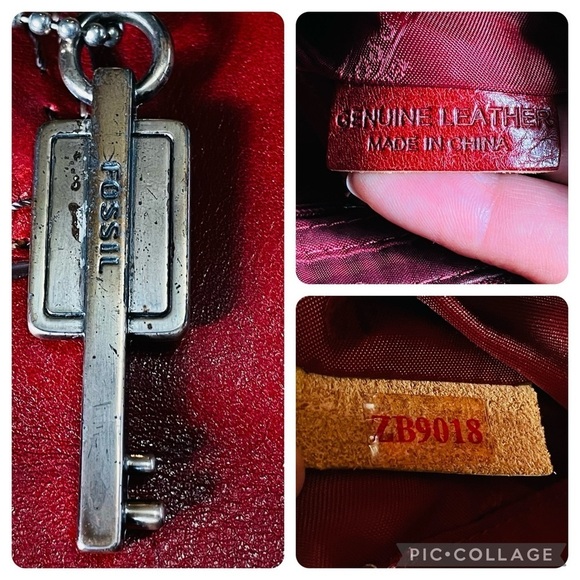 FOSSIL
GENUINE LEATHER
MADE IN CHINA
ZB9018
PIC•COLLAGE